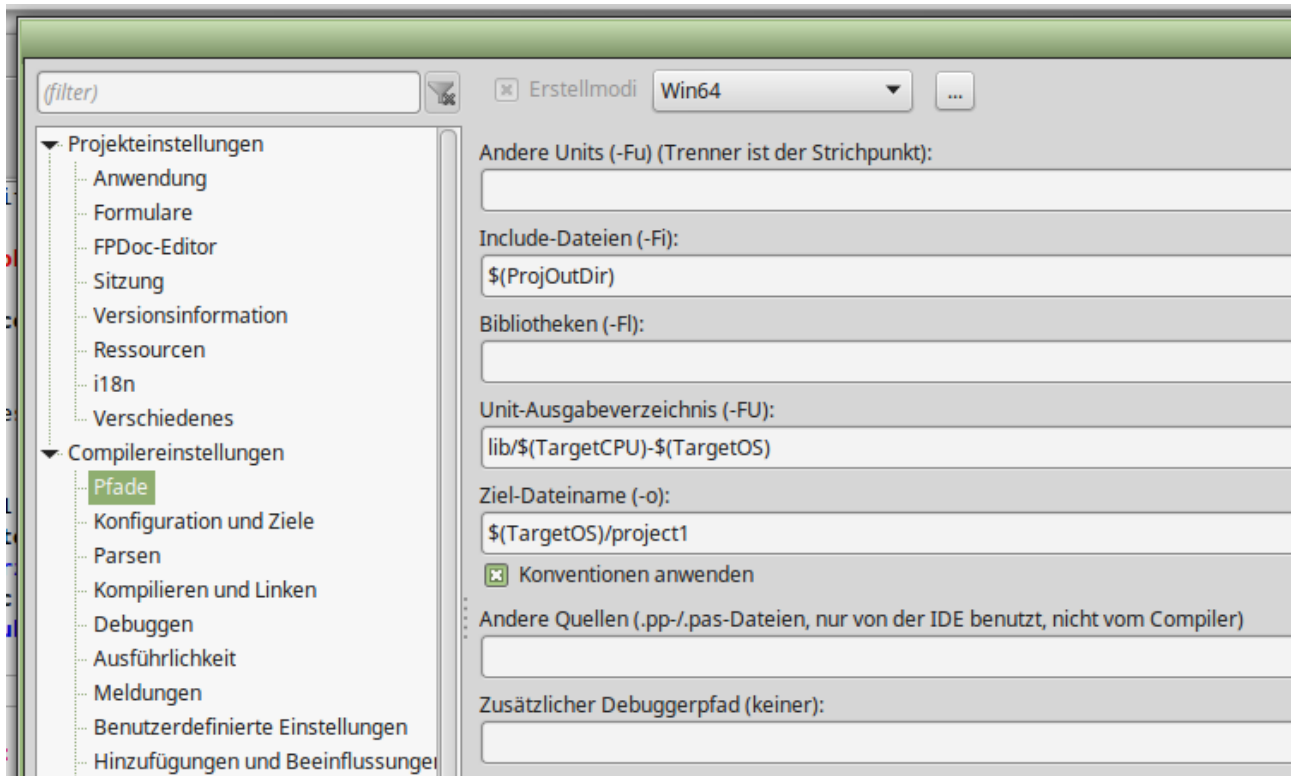 (filter)
Erstellmodi
Win64
...
Projekteinstellungen
Anwendung
Formulare
FPDoc-Editor
Sitzung
Versionsinformation
Ressourcen
i18n
Verschiedenes
Compilereinstellungen
Pfade
Konfiguration und Ziele
Parsen
Kompilieren und Linken
Debuggen
Ausführlichkeit
Meldungen
Benutzerdefinierte Einstellungen
Hinzufügungen und Beeinflussungen
Andere Units (-Fu) (Trenner ist der Strichpunkt):
Include-Dateien (-Fi):
$(ProjOutDir)
Bibliotheken (-Fl):
Unit-Ausgabeverzeichnis (-FU):
lib/$(TargetCPU)-$(TargetOS)
Ziel-Dateiname (-o):
$(TargetOS)/project1
Konventionen anwenden
Andere Quellen (.pp-/.pas-Dateien, nur von der IDE benutzt, nicht vom Compiler)
Zusätzlicher Debuggerpfad (keiner):